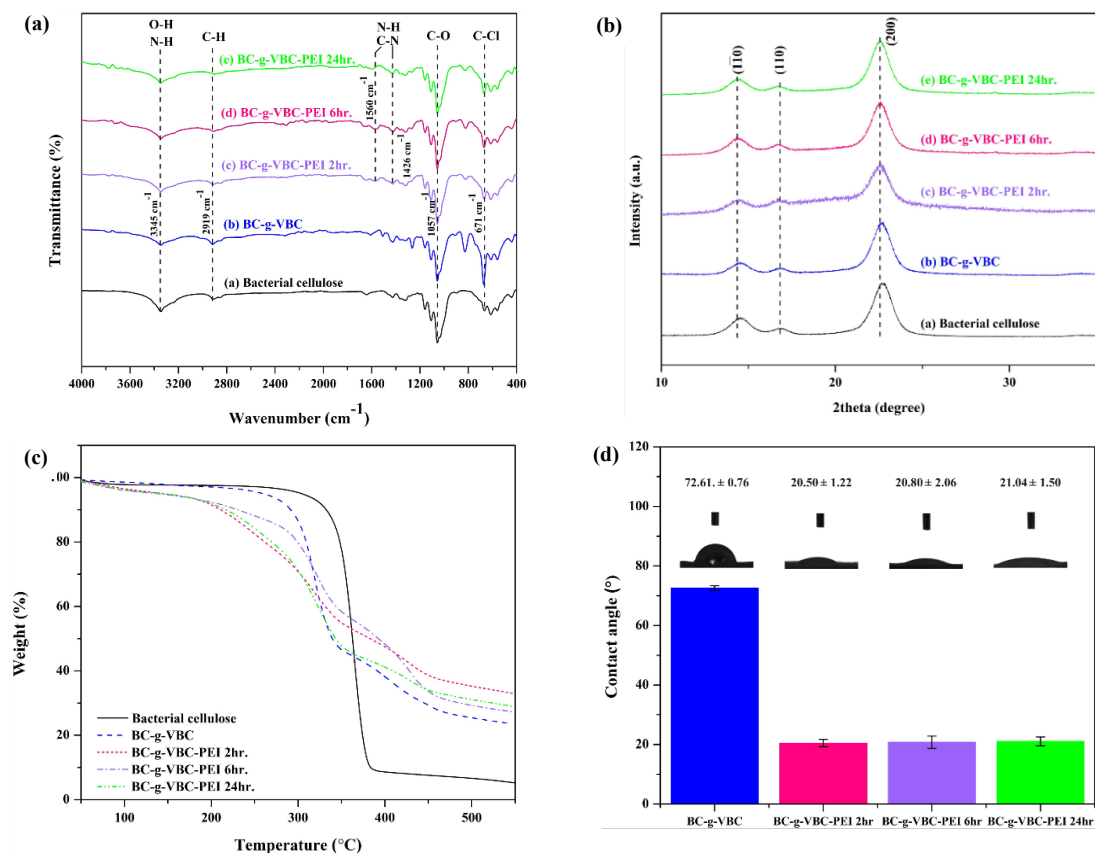 (a)
O-H
N-H
C-H
N-H
C-N
C-O
C-Cl
(e) BC-g-VBC-PEI 24hr.
1560 cm⁻¹
(d) BC-g-VBC-PEI 6hr.
1426 cm⁻¹
(c) BC-g-VBC-PEI 2hr.
3345 cm⁻¹
2919 cm⁻¹
1057 cm⁻¹
671 cm⁻¹
(b) BC-g-VBC
(a) Bacterial cellulose
Transmittance (%)
4000 3200 2400 1600 1200 800 400
Wavenumber (cm⁻¹)
(b)
(1̄10)
(110)
(200)
(e) BC-g-VBC-PEI 24hr.
(d) BC-g-VBC-PEI 6hr.
(c) BC-g-VBC-PEI 2hr.
(b) BC-g-VBC
(a) Bacterial cellulose
Intensity (a.u.)
10 20 30
2theta (degree)
(c)
.00
80
60
40
20
0
Weight (%)
Bacterial cellulose
BC-g-VBC
BC-g-VBC-PEI 2hr.
BC-g-VBC-PEI 6hr.
BC-g-VBC-PEI 24hr.
100 200 300 400 500
Temperature (°C)
(d)
120
100
80
60
40
20
0
Contact angle (°)
72.61. ± 0.76 20.50 ± 1.22 20.80 ± 2.06 21.04 ± 1.50
BC-g-VBC BC-g-VBC-PEI 2hr BC-g-VBC-PEI 6hr BC-g-VBC-PEI 24hr